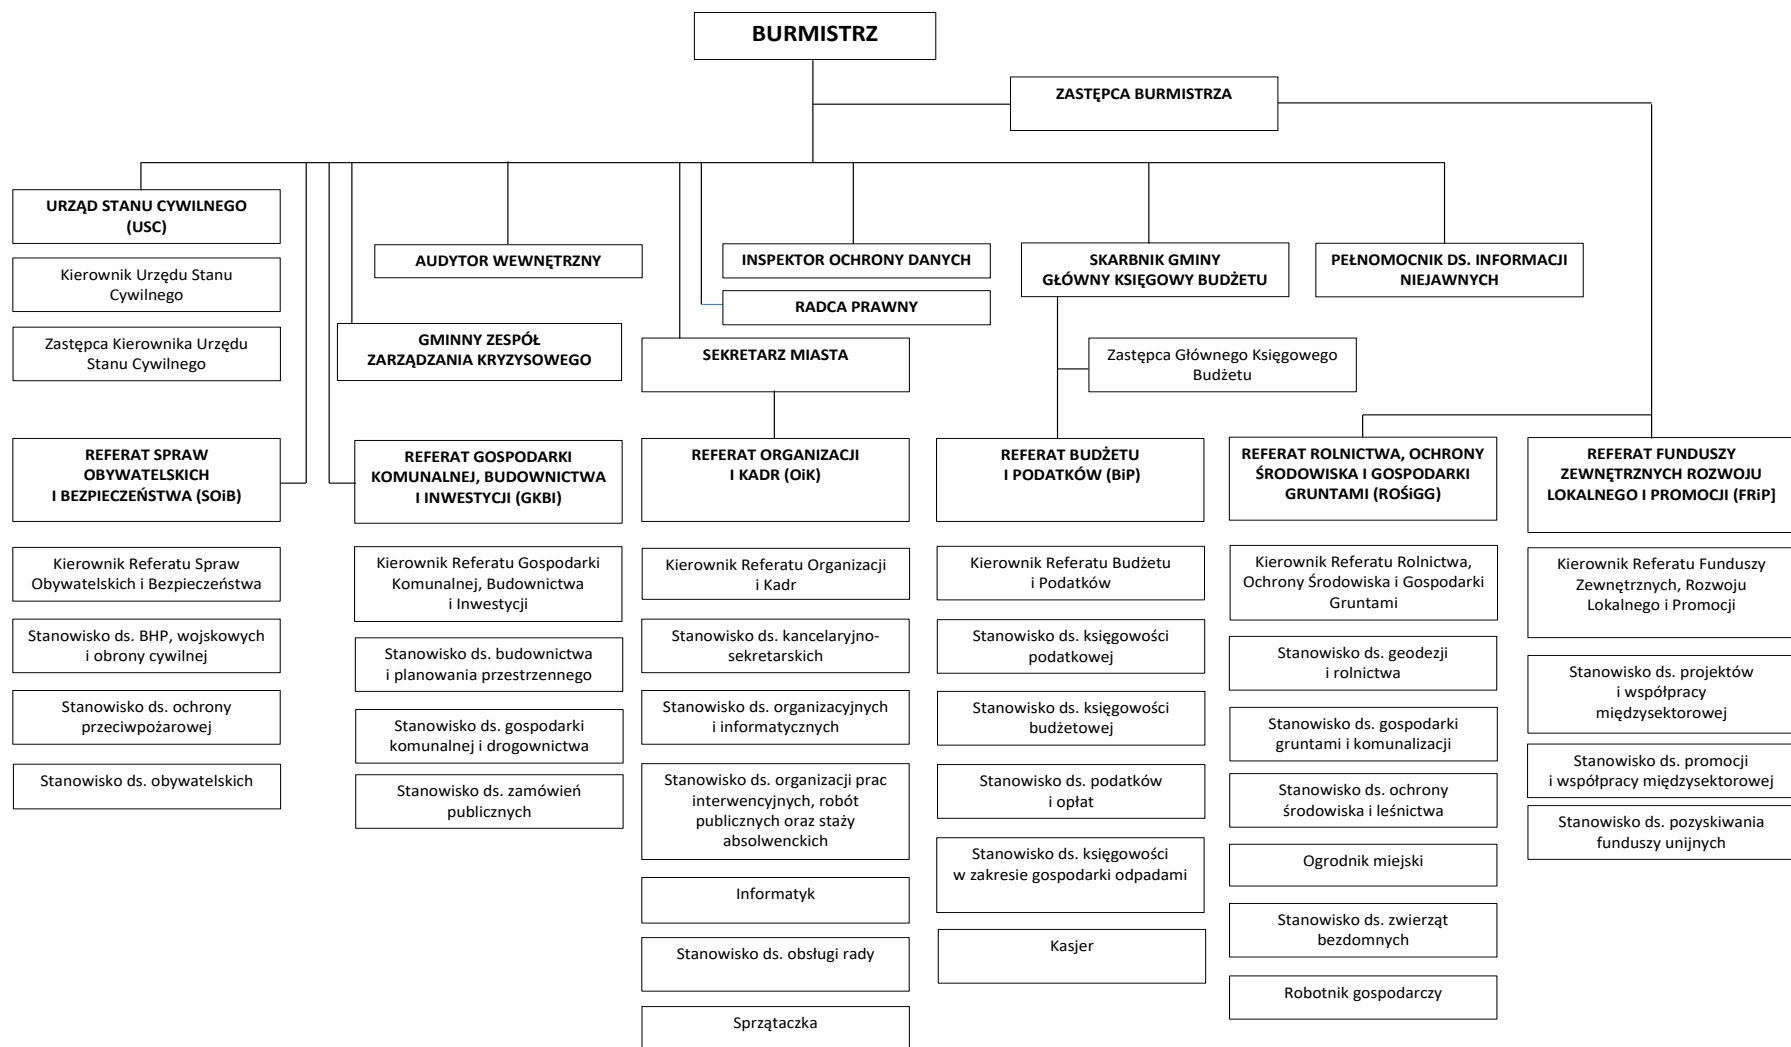 BURMISTRZ
ZASTĘPCA BURMISTRZA
URZĄD STANU CYWILNEGO
(USC)
Kierownik Urzędu Stanu
Cywilnego
Zastępca Kierownika Urzędu
Stanu Cywilnego
AUDYTOR WEWNĘTRZNY
GMINNY ZESPÓŁ
ZARZĄDZANIA KRYZYSOWEGO
INSPEKTOR OCHRONY DANYCH
RADCA PRAWNY
SEKRETARZ MIASTA
SKARBNIK GMINY
GŁÓWNY KSIĘGOWY BUDŻETU
Zastępca Głównego Księgowego
Budżetu
PEŁNOMOCNIK DS. INFORMACJI
NIEJAWNYCH
REFERAT SPRAW
OBYWATELSKICH
I BEZPIECZEŃSTWA (SOiB)
Kierownik Referatu Spraw
Obywatelskich i Bezpieczeństwa
Stanowisko ds. BHP, wojskowych
i obrony cywilnej
Stanowisko ds. ochrony
przeciwpożarowej
Stanowisko ds. obywatelskich
REFERAT GOSPODARKI
KOMUNALNEJ, BUDOWNICTWA
I INWESTYCJI (GKBI)
Kierownik Referatu Gospodarki
Komunalnej, Budownictwa
i Inwestycji
Stanowisko ds. budownictwa
i planowania przestrzennego
Stanowisko ds. gospodarki
komunalnej i drogownictwa
Stanowisko ds. zamówień
publicznych
REFERAT ORGANIZACJI
I KADR (OiK)
Kierownik Referatu Organizacji
i Kadr
Stanowisko ds. kancelaryjno-
sekretarskich
Stanowisko ds. organizacyjnych
i informatycznych
Stanowisko ds. organizacji prac
interwencyjnych, robót
publicznych oraz staży
absolwenckich
Informatyk
Stanowisko ds. obsługi rady
Sprzątaczka
REFERAT BUDŻETU
I PODATKÓW (BiP)
Kierownik Referatu Budżetu
i Podatków
Stanowisko ds. księgowości
podatkowej
Stanowisko ds. księgowości
budżetowej
Stanowisko ds. podatków
i opłat
Stanowisko ds. księgowości
w zakresie gospodarki odpadami
Kasjer
REFERAT ROLNICTWA, OCHRONY
ŚRODOWISKA I GOSPODARKI
GRUNTAMI (ROŚiGG)
Kierownik Referatu Rolnictwa,
Ochrony Środowiska i Gospodarki
Gruntami
Stanowisko ds. geodezji
i rolnictwa
Stanowisko ds. gospodarki
gruntami i komunalizacji
Stanowisko ds. ochrony
środowiska i leśnictwa
Ogrodnik miejski
Stanowisko ds. zwierząt
bezdomnych
Robotnik gospodarczy
REFERAT FUNDUSZY
ZEWNĘTRZNYCH ROZWOJU
LOKALNEGO I PROMOCJI (FRiP]
Kierownik Referatu Funduszy
Zewnętrznych, Rozwoju
Lokalnego i Promocji
Stanowisko ds. projektów
i współpracy
międzysektorowej
Stanowisko ds. promocji
i współpracy międzysektorowej
Stanowisko ds. pozyskiwania
funduszy unijnych